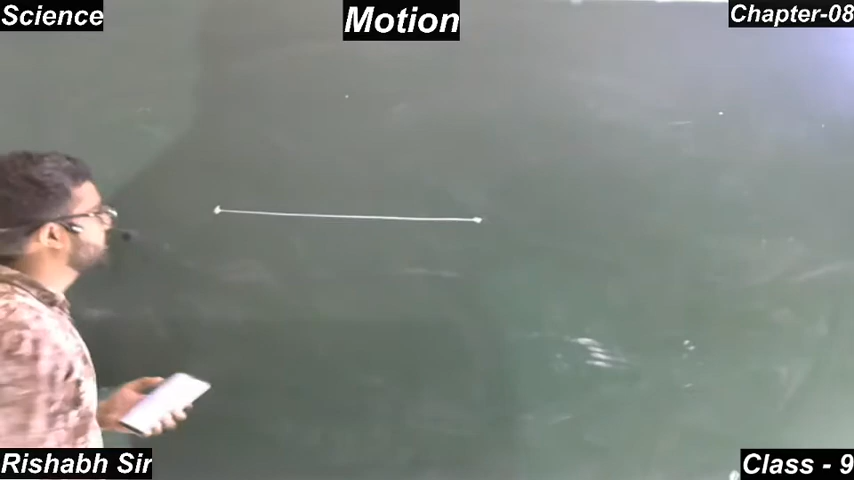 Science
Motion
Chapter-08
Rishabh Sir
Class - 9